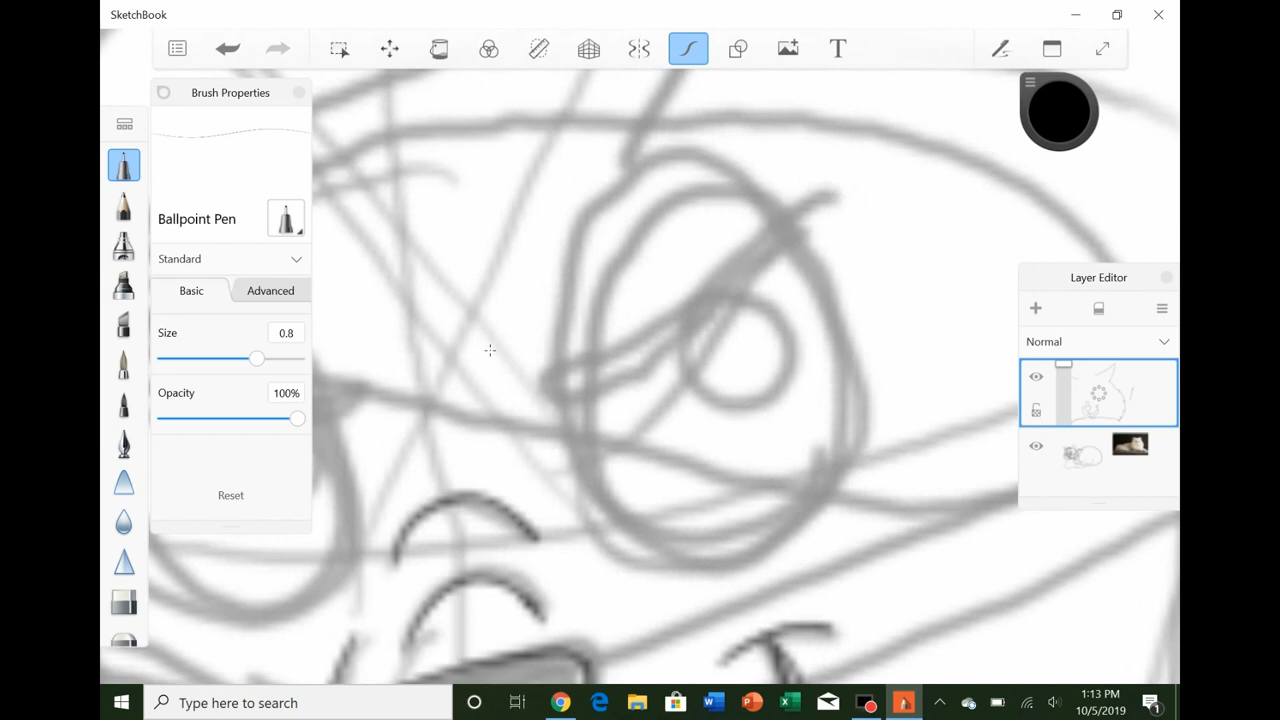 SketchBook
T
Brush Properties
Ballpoint Pen
Standard
Basic
Advanced
Size
0.8
Opacity
100%
Reset
Layer Editor
Normal
Type here to search
1:13 PM
10/5/2019
1